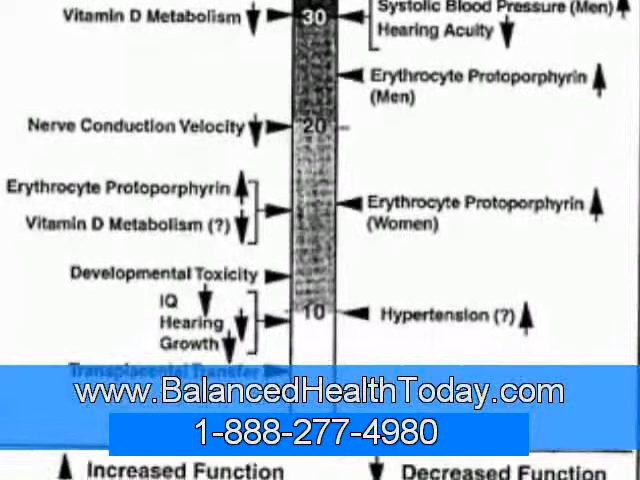 Vitamin D Metabolism
30
Systolic Blood Pressure (Men)
Hearing Acuity
Erythrocyte Protoporphyrin
(Men)
Nerve Conduction Velocity
20
Erythrocyte Protoporphyrin
Vitamin D Metabolism (?)
Erythrocyte Protoporphyrin
(Women)
Developmental Toxicity
IQ
Hearing
Growth
10
Hypertension (?)
Transplacental Transfer
www.BalancedHealthToday.com
1-888-277-4980
Increased Function
Decreased Function